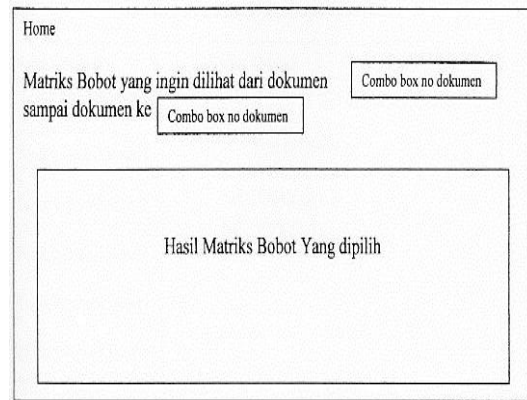 Home
Matriks Bobot yang ingin dilihat dari dokumen Combo box no dokumen
sampai dokumen ke Combo box no dokumen
Hasil Matriks Bobot Yang dipilih